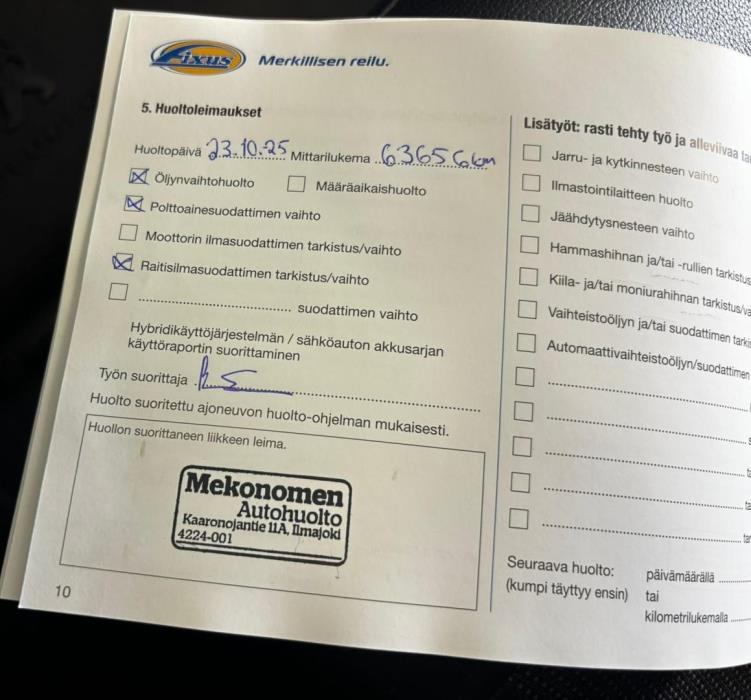 Fixus Merkillisen reilu.
5. Huoltoleimaukset
Huoltopäivä 23.10.25 Mittarilukema 63656km
Öljynvaihtohuolto Määräaikaishuolto
Polttoainesuodattimen vaihto
Moottorin ilmasuodattimen tarkistus/vaihto
Raitisilmasuodattimen tarkistus/vaihto
suodattimen vaihto
Hybridikäyttöjärjestelmän / sähköauton akkusarjan
käyttöraportin suorittaminen
Työn suorittaja
Huolto suoritettu ajoneuvon huolto-ohjelman mukaisesti.
Huollon suorittaneen liikkeen leima.
Mekonomen
Autohuolto
Kaaronojantie 11A, Ilmajoki
4224-001
10
Lisätyöt: rasti tehty työ ja alleviivaa
Jarru- ja kytkinnesteen vaihto
Ilmastointilaitteen huolto
Jäähdytysnesteen vaihto
Hammashihnan ja/tai -rullien tarkistus
Kiila- ja/tai moniurahihnan tarkistus/va
Vaihteistoöljyn ja/tai suodattimen tarkis
Automaattivaihteistoöljyn/suodattimen
Seuraava huolto: päivämäärällä
(kumpi täyttyy ensin) tai
kilometrilukemalla